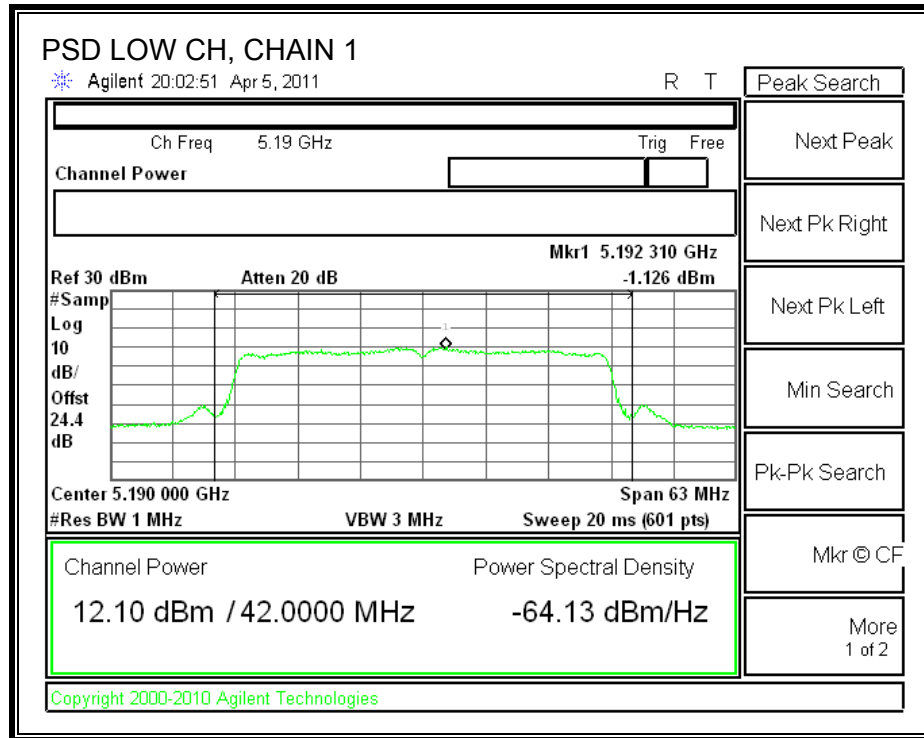 PSD LOW CH, CHAIN 1
Agilent 20:02:51 Apr 5, 2011 R T
Peak Search
Ch Freq 5.19 GHz Trig Free
Channel Power
Next Peak
Next Pk Right
Mkr1 5.192 310 GHz
Ref 30 dBm Atten 20 dB -1.126 dBm
#Samp
Log
10
dB/
Offst
24.4
dB
1
Next Pk Left
Min Search
Pk-Pk Search
Center 5.190 000 GHz Span 63 MHz
#Res BW 1 MHz VBW 3 MHz Sweep 20 ms (601 pts)
Channel Power Power Spectral Density
12.10 dBm / 42.0000 MHz -64.13 dBm/Hz
Mkr © CF
More
1 of 2
Copyright 2000-2010 Agilent Technologies